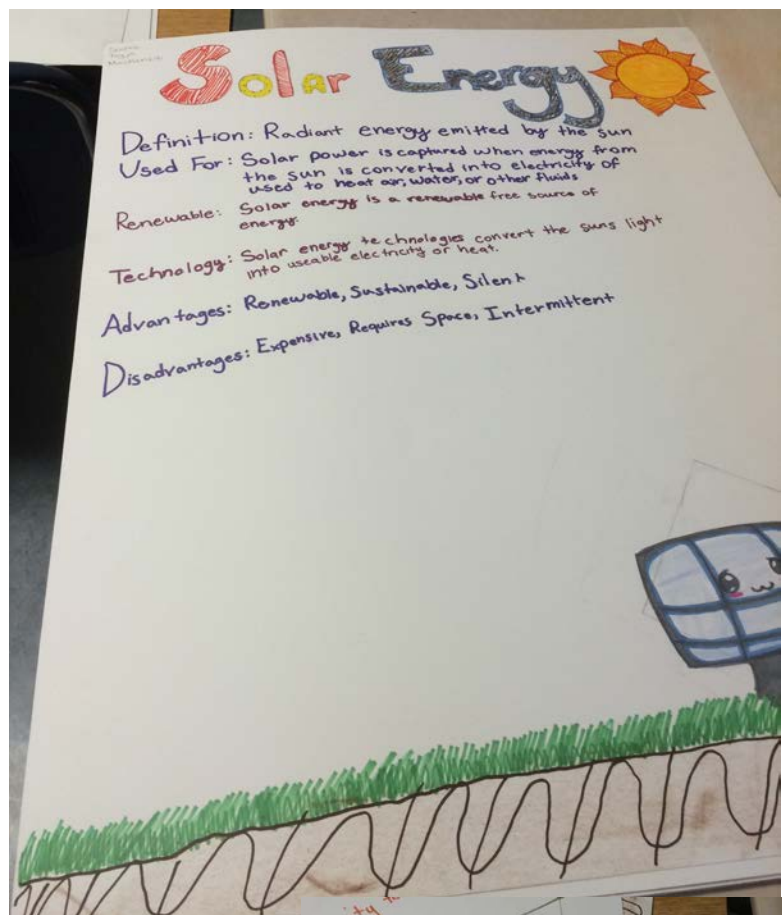 Solar Energy
Definition: Radiant energy emitted by the sun
Used For: Solar power is captured when energy from
the sun is converted into electricity of
used to heat air, water, or other fluids
Renewable: Solar energy is a renewable free source of
energy.
Technology: Solar energy technologies convert the suns light
into useable electricity or heat.
Advantages: Renewable, Sustainable, Silent
Disadvantages: Expensive, Requires Space, Intermittent